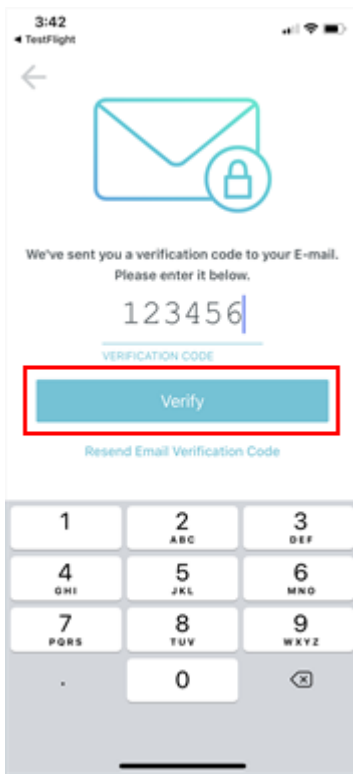 3:42
◀ TestFlight
We've sent you a verification code to your E-mail.
Please enter it below.
123456
VERIFICATION CODE
Verify
Resend Email Verification Code
1 2 3
ABC DEF
4 5 6
GHI JKL MNO
7 8 9
PQRS TUV WXYZ
. 0